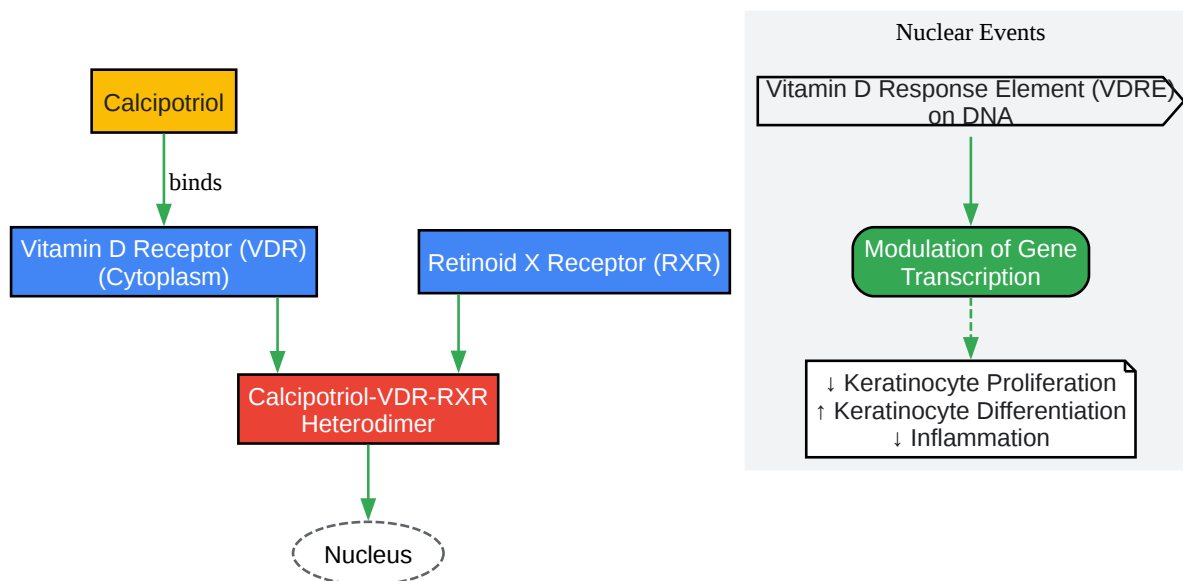 Calcipotriol
binds
Vitamin D Receptor (VDR)
(Cytoplasm)
Retinoid X Receptor (RXR)
Calcipotriol-VDR-RXR
Heterodimer
Nucleus
Nuclear Events
Vitamin D Response Element (VDRE)
on DNA
Modulation of Gene
Transcription
↓ Keratinocyte Proliferation
↑ Keratinocyte Differentiation
↓ Inflammation